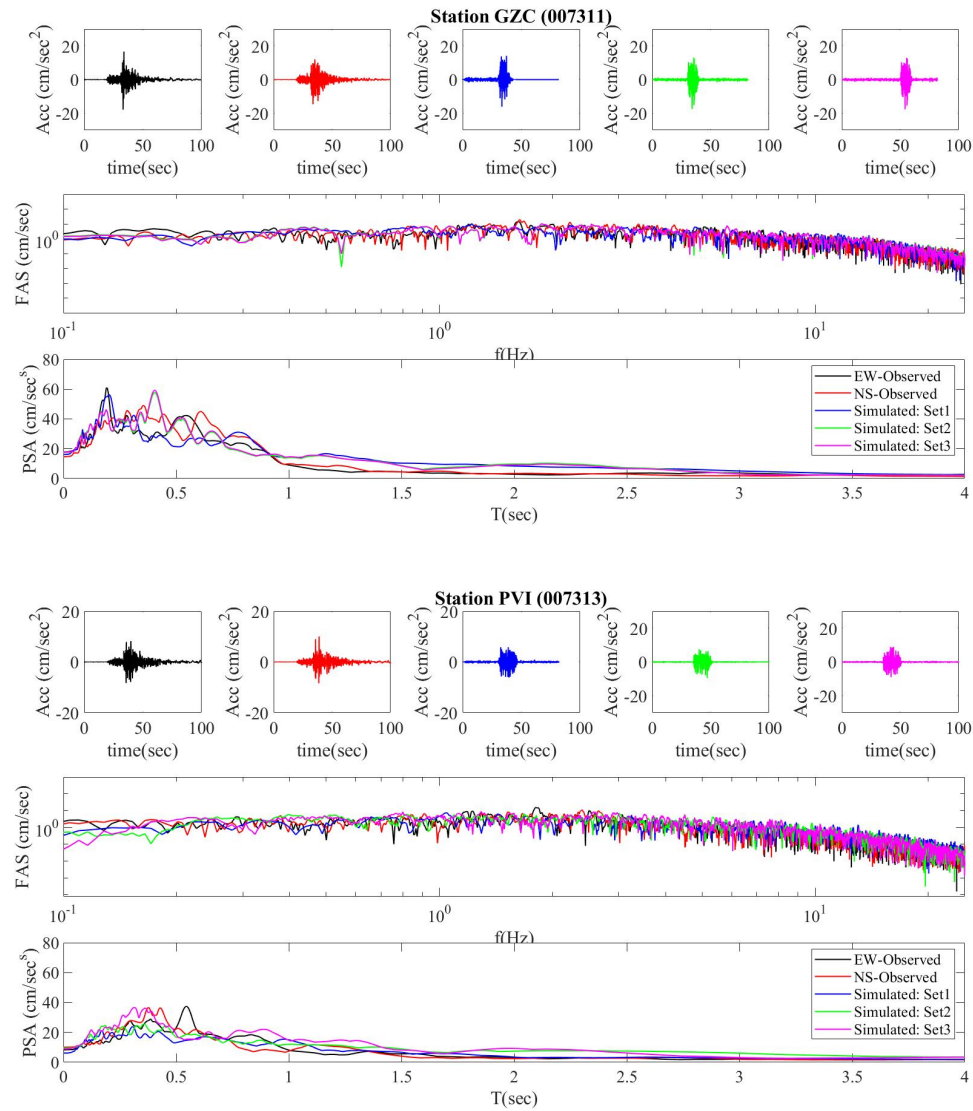 Station GZC (007311)
Acc (cm/sec²) 20 0 -20 0 50 100 time(sec)
Acc (cm/sec²) 20 0 -20 0 50 100 time(sec)
Acc (cm/sec²) 20 0 -20 0 50 100 time(sec)
Acc (cm/sec²) 20 0 -20 0 50 100 time(sec)
Acc (cm/sec²) 20 0 -20 0 50 100 time(sec)
FAS (cm/sec)
10⁰
10⁻¹ 10⁰ 10¹
f(Hz)
PSA (cm/secˢ)
80
60
40
20
0
0 0.5 1 1.5 2 2.5 3 3.5 4
T(sec)
EW-Observed
NS-Observed
Simulated: Set1
Simulated: Set2
Simulated: Set3
Station PVI (007313)
Acc (cm/sec²) 20 0 -20 0 50 100 time(sec)
Acc (cm/sec²) 20 0 -20 0 50 100 time(sec)
Acc (cm/sec²) 20 0 -20 0 50 100 time(sec)
Acc (cm/sec²) 20 0 -20 0 50 100 time(sec)
Acc (cm/sec²) 20 0 -20 0 50 100 time(sec)
FAS (cm/sec)
10⁰
10⁻¹ 10⁰ 10¹
f(Hz)
PSA (cm/secˢ)
80
60
40
20
0
0 0.5 1 1.5 2 2.5 3 3.5 4
T(sec)
EW-Observed
NS-Observed
Simulated: Set1
Simulated: Set2
Simulated: Set3